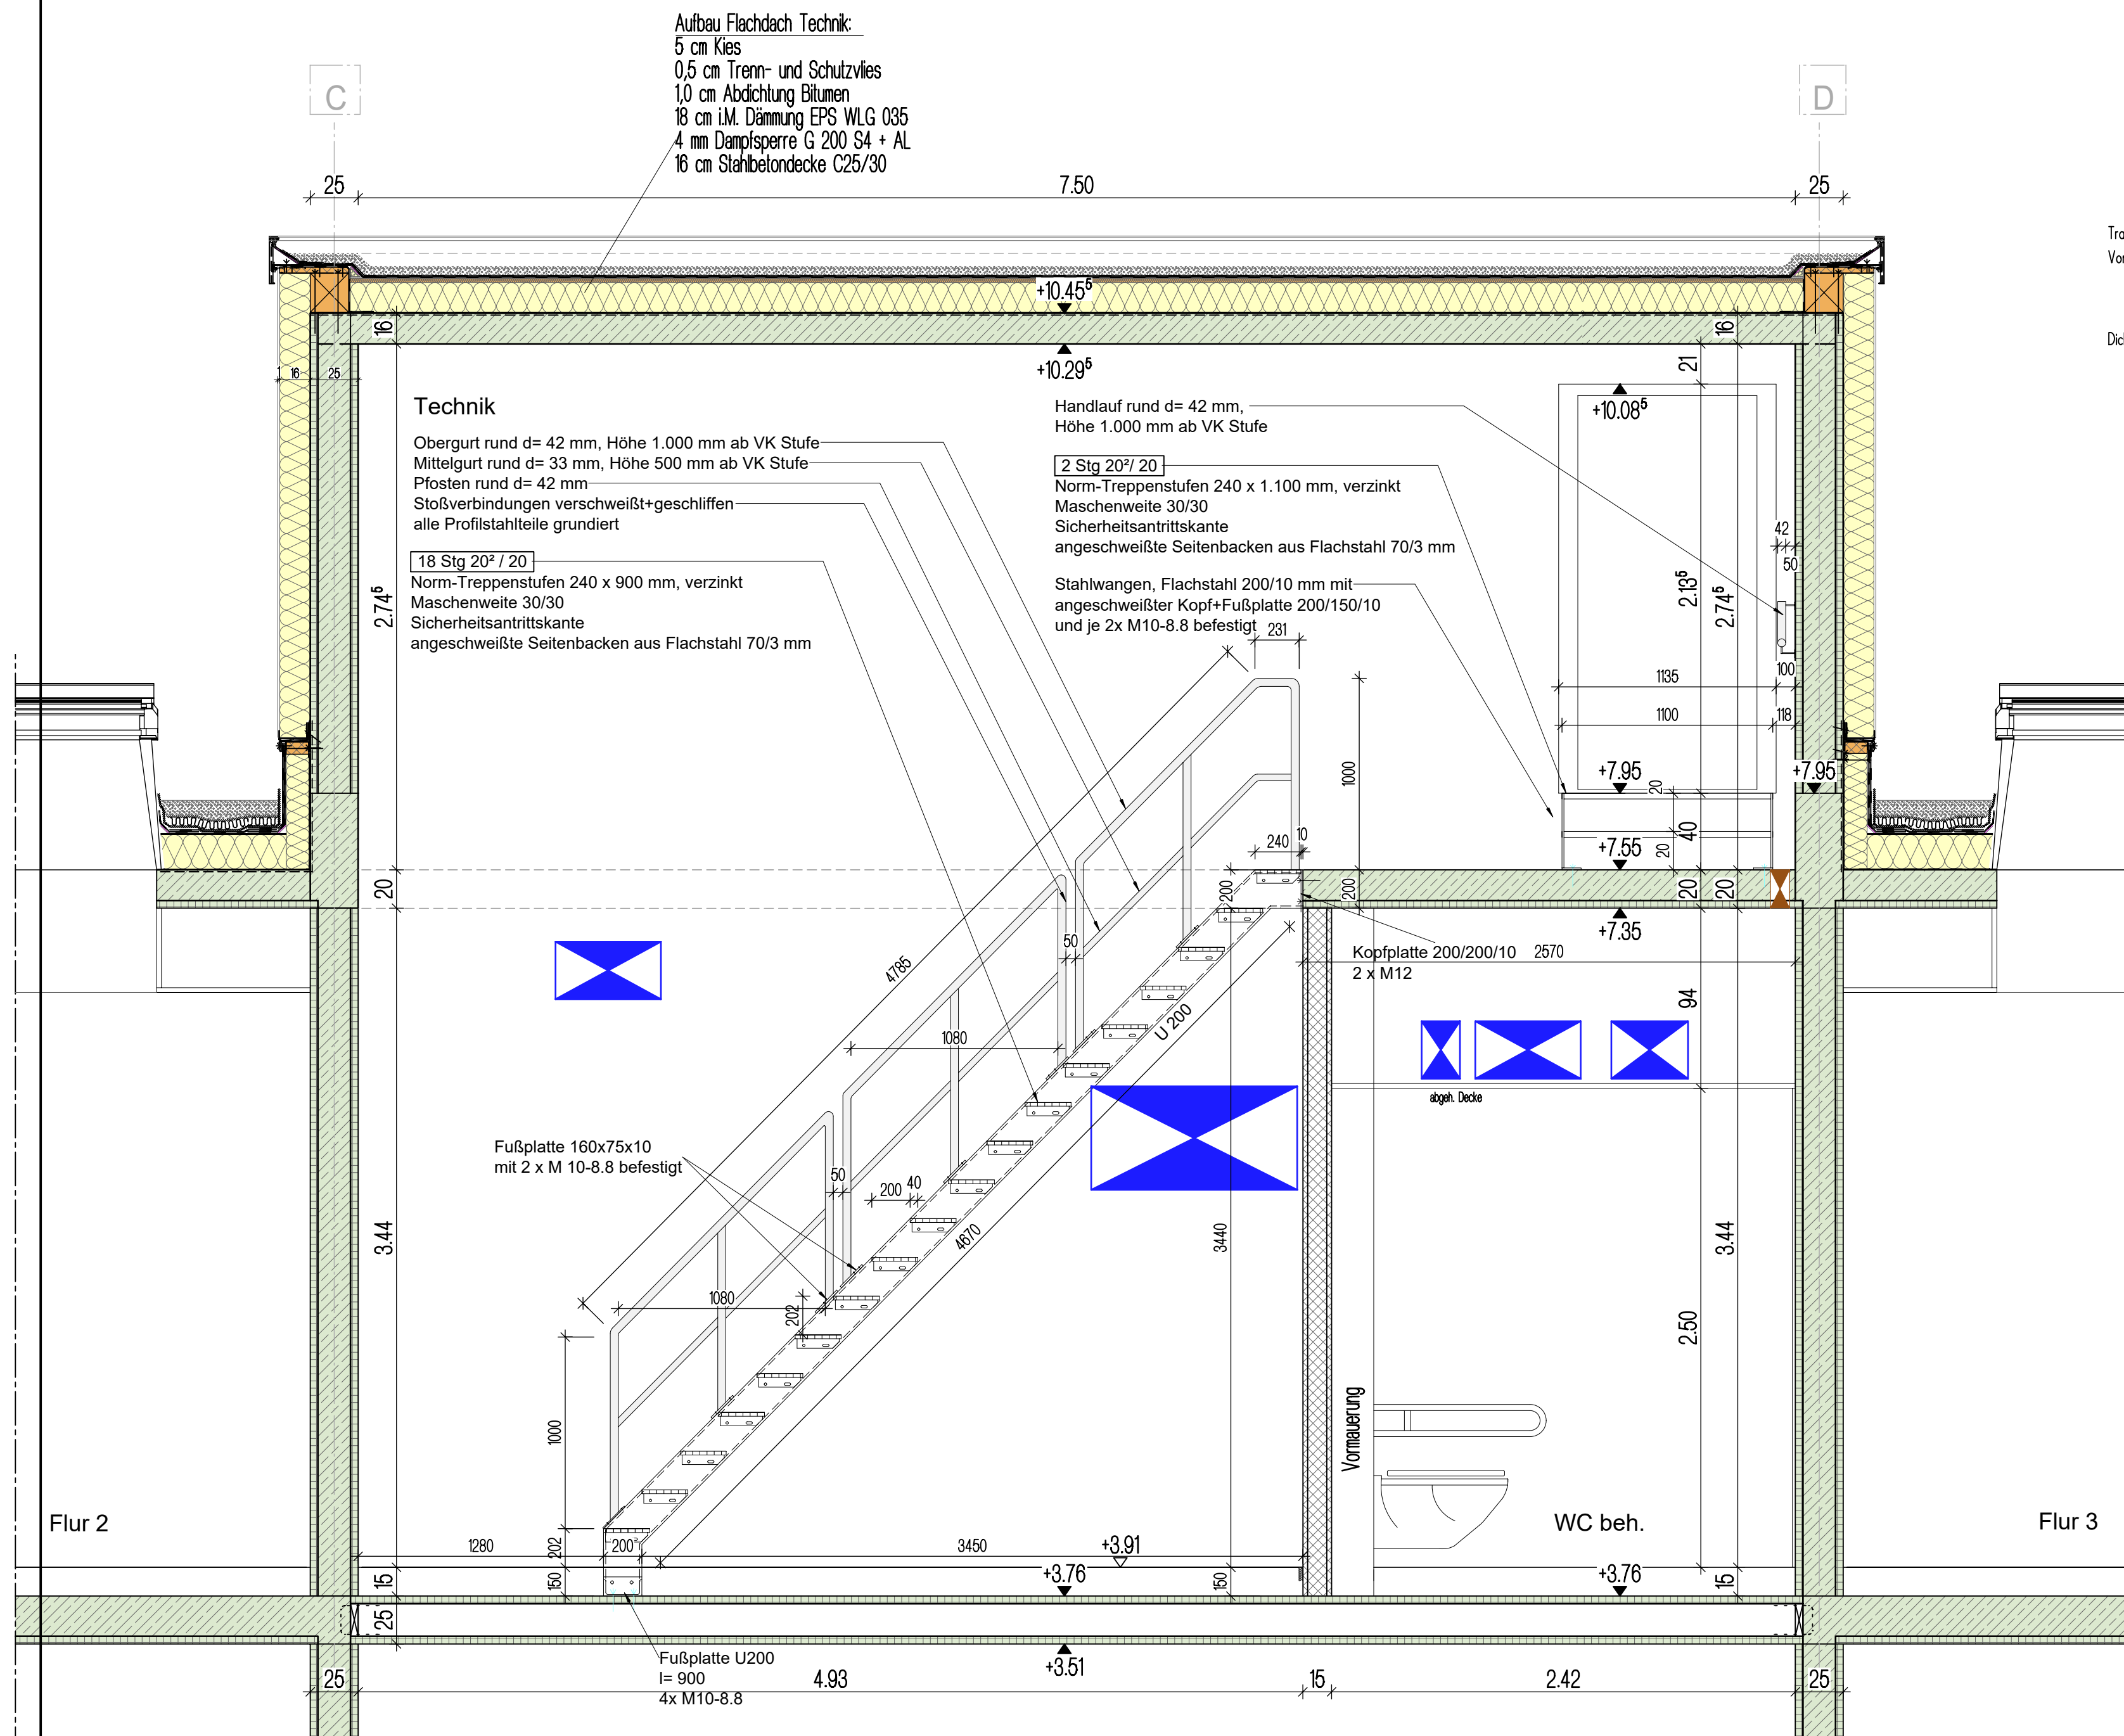 Aufbau Flachdach Technik:
5 cm Kies
0,5 cm Trenn- und Schutzvlies
1,0 cm Abdichtung Bitumen
18 cm i.M. Dämmung EPS WLG 035
4 mm Dampfsperre G 200 S4 + AL
16 cm Stahlbetondecke C25/30
C
D
25
7.50
25
+10.45⁵
16
16
+10.29⁵
21
1
16
25
+10.08⁵
Technik
Obergurt rund d= 42 mm, Höhe 1.000 mm ab VK Stufe
Mittelgurt rund d= 33 mm, Höhe 500 mm ab VK Stufe
Pfosten rund d= 42 mm
Stoßverbindungen verschweißt+geschliffen
alle Profilstahlteile grundiert
18 Stg 20² / 20
Norm-Treppenstufen 240 x 900 mm, verzinkt
Maschenweite 30/30
Sicherheitsantrittskante
angeschweißte Seitenbacken aus Flachstahl 70/3 mm
Handlauf rund d= 42 mm,
Höhe 1.000 mm ab VK Stufe
2 Stg 20²/ 20
Norm-Treppenstufen 240 x 1.100 mm, verzinkt
Maschenweite 30/30
Sicherheitsantrittskante
angeschweißte Seitenbacken aus Flachstahl 70/3 mm
Stahlwangen, Flachstahl 200/10 mm mit
angeschweißter Kopf+Fußplatte 200/150/10
und je 2x M10-8.8 befestigt
42
50
2.74⁵
2.13⁵
2.74⁵
231
100
1135
1100
118
1000
+7.95
+7.95
20
40
20
+7.55
240
10
200
200
20
20
20
+7.35
50
Kopfplatte 200/200/10
2 x M12
2570
4785
U 200
94
1080
abgeh. Decke
Fußplatte 160x75x10
mit 2 x M 10-8.8 befestigt
50
200
40
4670
3440
3.44
3.44
1080
202
2.50
1000
Vormauerung
Flur 2
WC beh.
Flur 3
1280
202
200
3450
+3.91
+3.76
+3.76
15
150
150
15
25
Fußplatte U200
l= 900
4x M10-8.8
+3.51
25
4.93
15
2.42
25